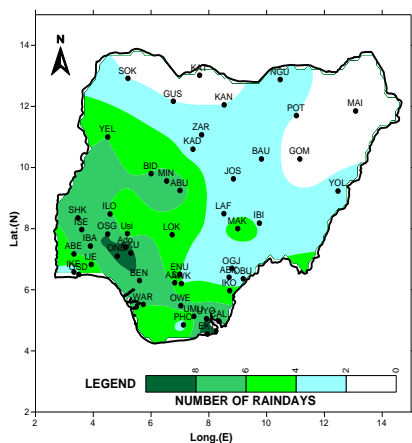 N
14
12
10
8
6
4
2
Lat.(N)
SOK
KAT
NGU
GUS
KAN
POT
MAI
YEL
ZAR
KAD
BID
MIN
ABU
JOS
BAU
GOM
YOL
SHK
ILO
ISE
OSG
Usi
LOK
LAF
IBI
MAK
IBA
ABE
IJE
IKE
BEN
ENU
OGJ
OBU
IKO
WAR
OWE
UMU
UYO
CAL
PHC
LEGEND
8 6 4 2 0
NUMBER OF RAINDAYS
2 4 6 8 10 12 14
Long.(E)